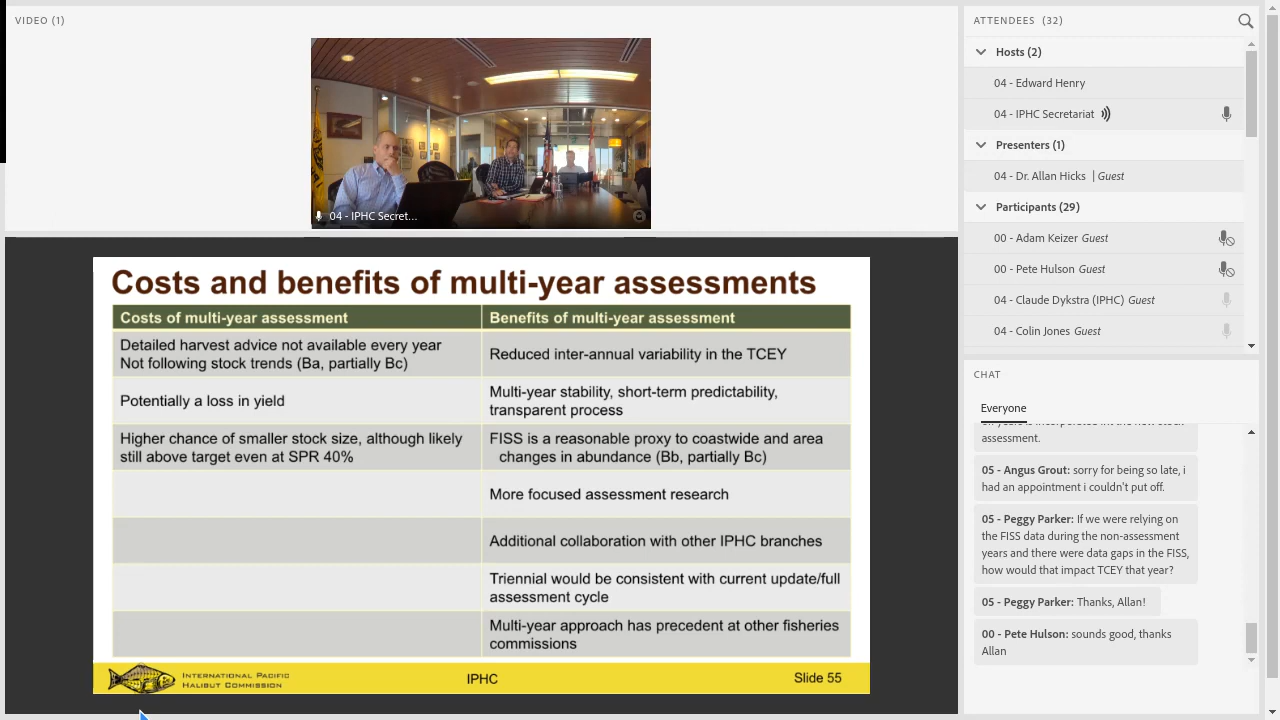 VIDEO (1)
04 - IPHC Secret...
Costs and benefits of multi-year assessments
Costs of multi-year assessment
Benefits of multi-year assessment
Detailed harvest advice not available every year
Not following stock trends (Ba, partially Bc)
Reduced inter-annual variability in the TCEY
Potentially a loss in yield
Multi-year stability, short-term predictability,
transparent process
Higher chance of smaller stock size, although likely
still above target even at SPR 40%
FISS is a reasonable proxy to coastwide and area
changes in abundance (Bb, partially Bc)
More focused assessment research
Additional collaboration with other IPHC branches
Triennial would be consistent with current update/full
assessment cycle
Multi-year approach has precedent at other fisheries
commissions
INTERNATIONAL PACIFIC
HALIBUT COMMISSION
IPHC
Slide 55
ATTENDEES (32)
Hosts (2)
04 - Edward Henry
04 - IPHC Secretariat
Presenters (1)
04 - Dr. Allan Hicks | Guest
Participants (29)
00 - Adam Keizer Guest
00 - Pete Hulson Guest
04 - Claude Dykstra (IPHC) Guest
04 - Colin Jones Guest
CHAT
Everyone
assessment.
05 - Angus Grout: sorry for being so late, i
had an appointment i couldn't put off.
05 - Peggy Parker: If we were relying on
the FISS data during the non-assessment
years and there were data gaps in the FISS,
how would that impact TCEY that year?
05 - Peggy Parker: Thanks, Allan!
00 - Pete Hulson: sounds good, thanks
Allan